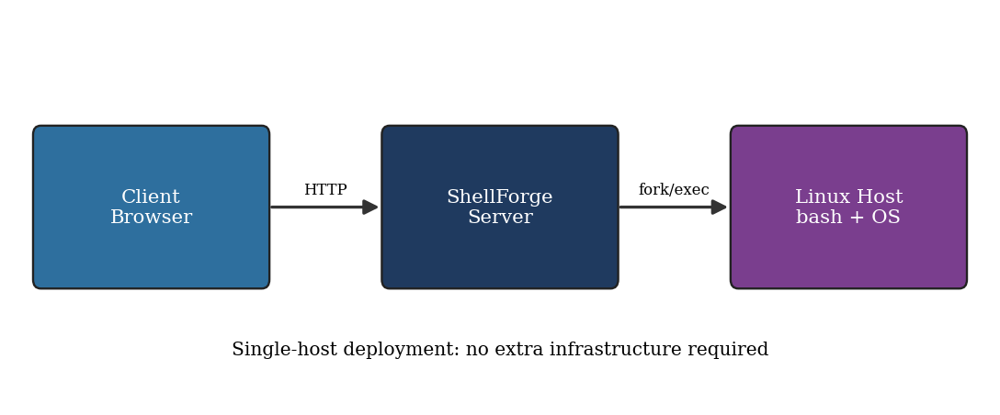 Client
Browser
HTTP
ShellForge
Server
fork/exec
Linux Host
bash + OS
Single-host deployment: no extra infrastructure required